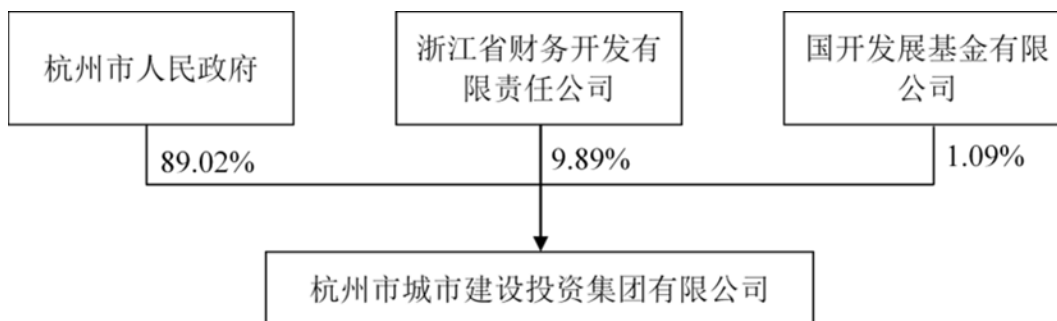 杭州市人民政府
浙江省财务开发有
限责任公司
国开发展基金有限
公司
89.02%
9.89%
1.09%
杭州市城市建设投资集团有限公司